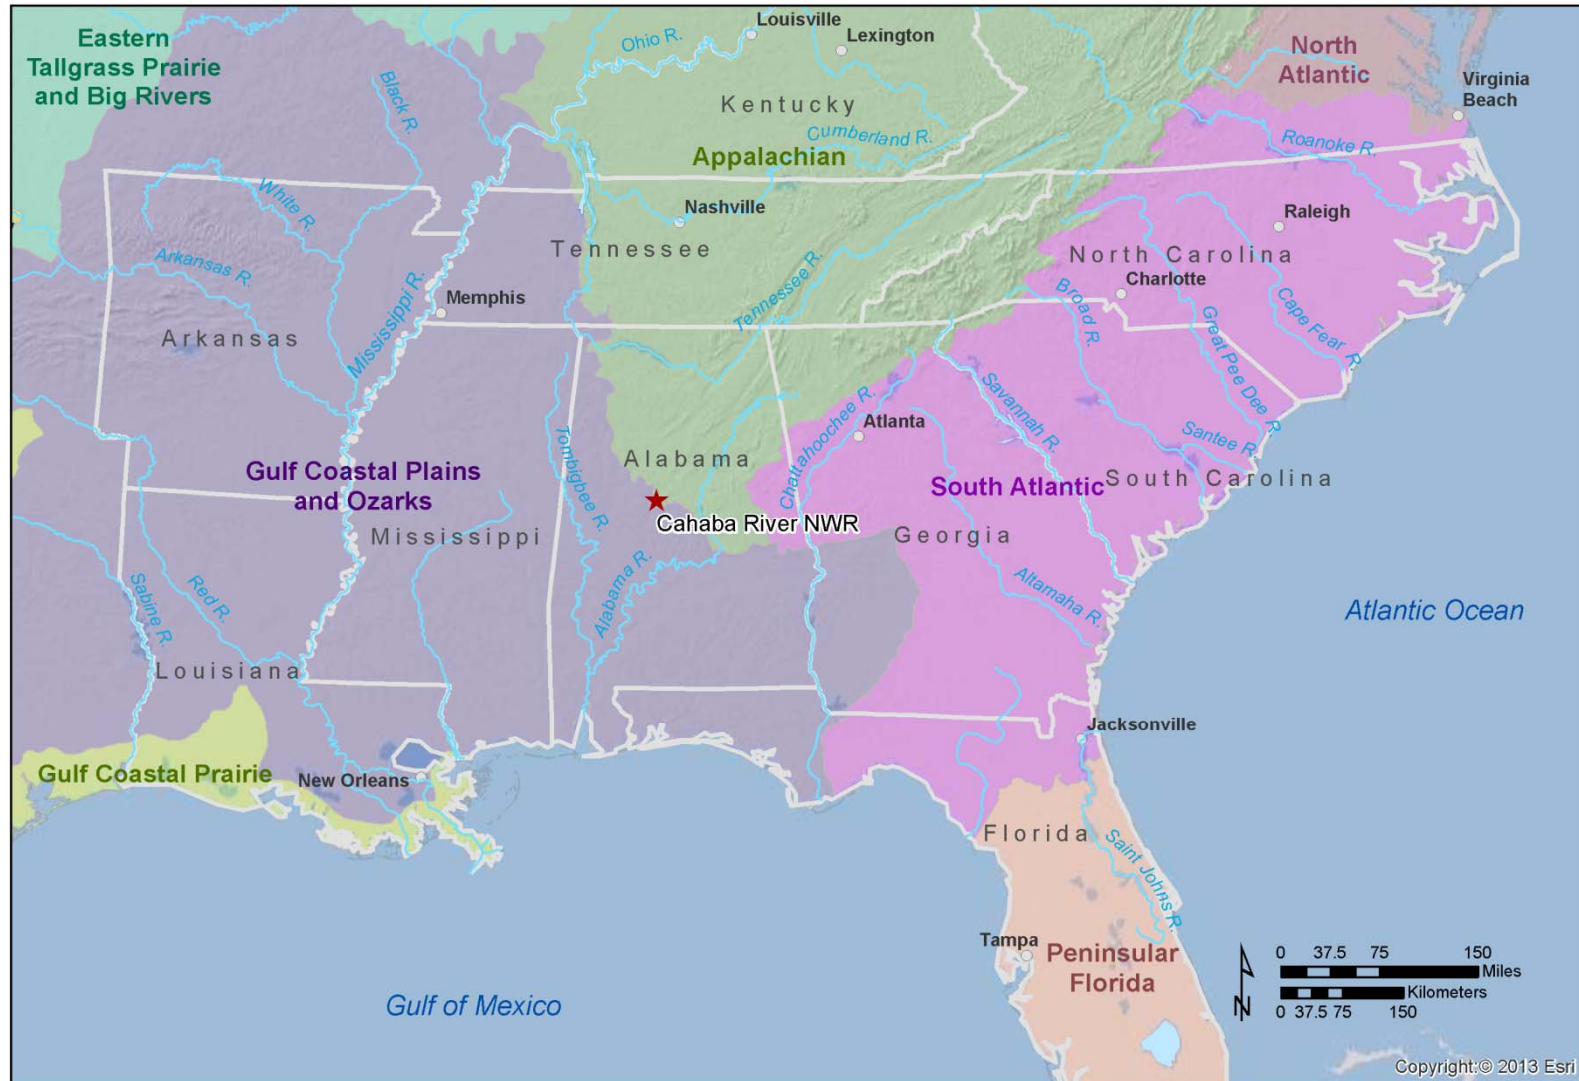 Eastern
Tallgrass Prairie
and Big Rivers
Louisville
Lexington
Ohio R.
North
Atlantic
Virginia
Beach
Black R.
Kentucky
Cumberland R.
Appalachian
Roanoke R.
White R.
Nashville
Raleigh
Tennessee
North Carolina
Arkansas R.
Mississippi R.
Tennessee R.
Charlotte
Memphis
Broad R.
Great Pee Dee R.
Cape Fear R.
Arkansas
Savannah R.
Chattahoochee R.
Atlanta
Tombigbee R.
Alabama
Santee R.
Gulf Coastal Plains
and Ozarks
South Atlantic
South Carolina
Cahaba River NWR
Mississippi
Georgia
Alabama R.
Sabine R.
Red R.
Altamaha R.
Atlantic Ocean
Louisiana
Jacksonville
Gulf Coastal Prairie
New Orleans
Florida
Saint Johns R.
Tampa
Peninsular
Florida
Gulf of Mexico
0 37.5 75 150
Miles
Kilometers
0 37.5 75 150
N
Copyright:© 2013 Esri